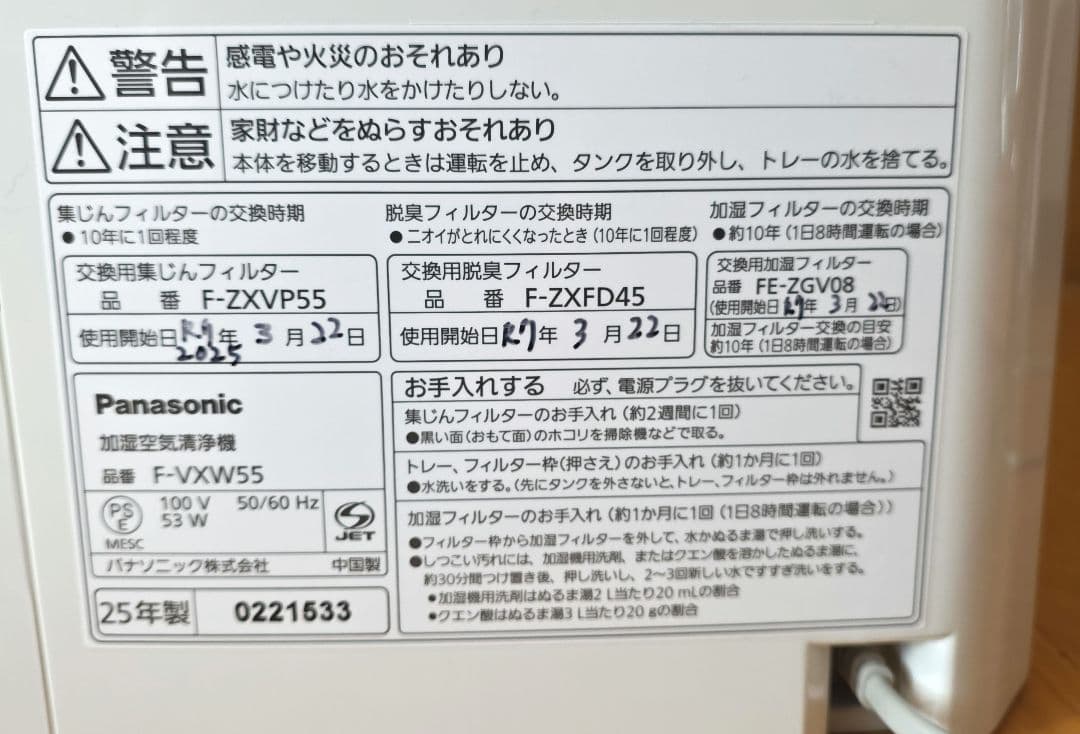 警告 感電や火災のおそれあり
水につけたり水をかけたりしない。
注意 家財などをぬらすおそれあり
本体を移動するときは運転を止め、タンクを取り外し、トレーの水を捨てる。
集じんフィルターの交換時期
●10年に1回程度
交換用集じんフィルター
品 番 F-ZXVP55
使用開始日R7年 3月22日
2025
脱臭フィルターの交換時期
●ニオイがとれにくくなったとき(10年に1回程度)
交換用脱臭フィルター
品 番 F-ZXFD45
使用開始日R7年 3月22日
加湿フィルターの交換時期
●約10年(1日8時間運転の場合)
交換用加湿フィルター
品番 FE-ZGV08
(使用開始日R7年 3月22日)
加湿フィルター交換の目安
約10年(1日8時間運転の場合)
Panasonic
加湿空気清浄機
品番 F-VXW55
PS
E
MESC
100 V 50/60 Hz
53 W
JET
パナソニック株式会社 中国製
25年製 0221533
お手入れする 必ず、電源プラグを抜いてください。
集じんフィルターのお手入れ(約2週間に1回)
●黒い面(おもて面)のホコリを掃除機などで取る。
トレー、フィルター枠(押さえ)のお手入れ(約1か月に1回)
●水洗いをする。(先にタンクを外さないと、トレー、フィルター枠は外れません。)
加湿フィルターのお手入れ(約1か月に1回(1日8時間運転の場合))
●フィルター枠から加湿フィルターを外して、水かぬるま湯で押し洗いする。
●しつこい汚れには、加湿機用洗剤、またはクエン酸を溶かしたぬるま湯に、
約30分間つけ置き後、押し洗いし、2〜3回新しい水ですすぎ洗いをする。
●加湿機用洗剤はぬるま湯2 L当たり20 mLの割合
●クエン酸はぬるま湯3 L当たり20 gの割合